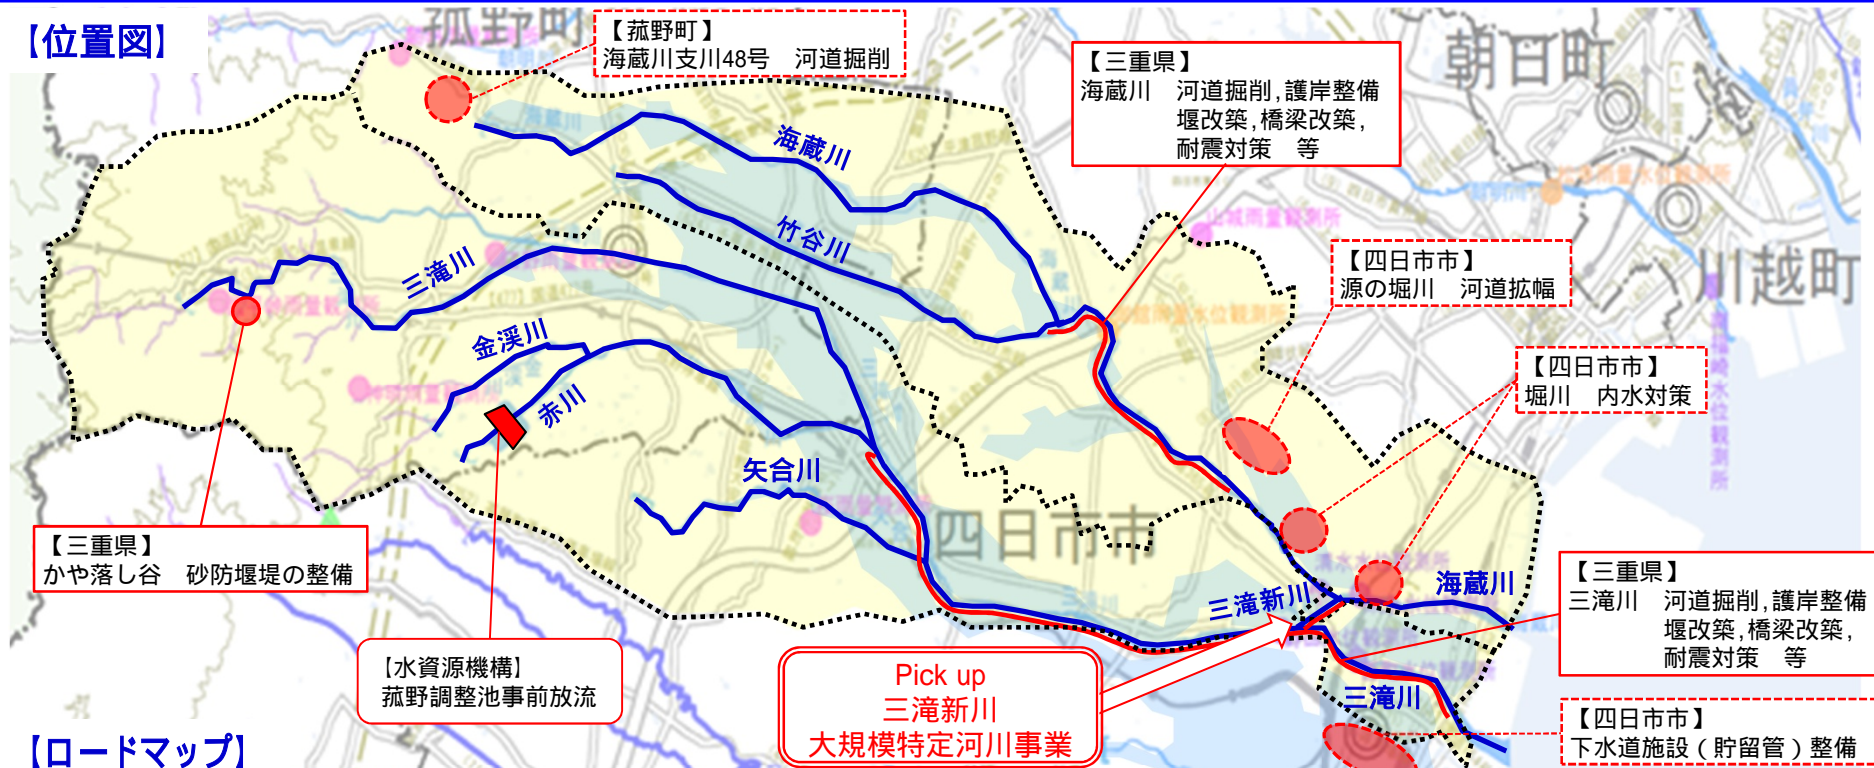 【位置図】
菰野町
【菰野町】
海蔵川支川48号　河道掘削
【三重県】
海蔵川　河道掘削,護岸整備
堰改築,橋梁改築,
耐震対策　等
朝日町
川越町
山城雨量観測所
海蔵川
竹谷川
三滝川
金渓川
赤川
矢合川
四日市市
【四日市市】
源の堀川　河道拡幅
【四日市市】
堀川　内水対策
【三重県】
かや落し谷　砂防堰堤の整備
【水資源機構】
菰野調整池事前放流
三滝新川
海蔵川
三滝川
【三重県】
三滝川　河道掘削,護岸整備
堰改築,橋梁改築,
耐震対策　等
Pick up
三滝新川
大規模特定河川事業
【四日市市】
下水道施設（貯留管）整備
【ロードマップ】